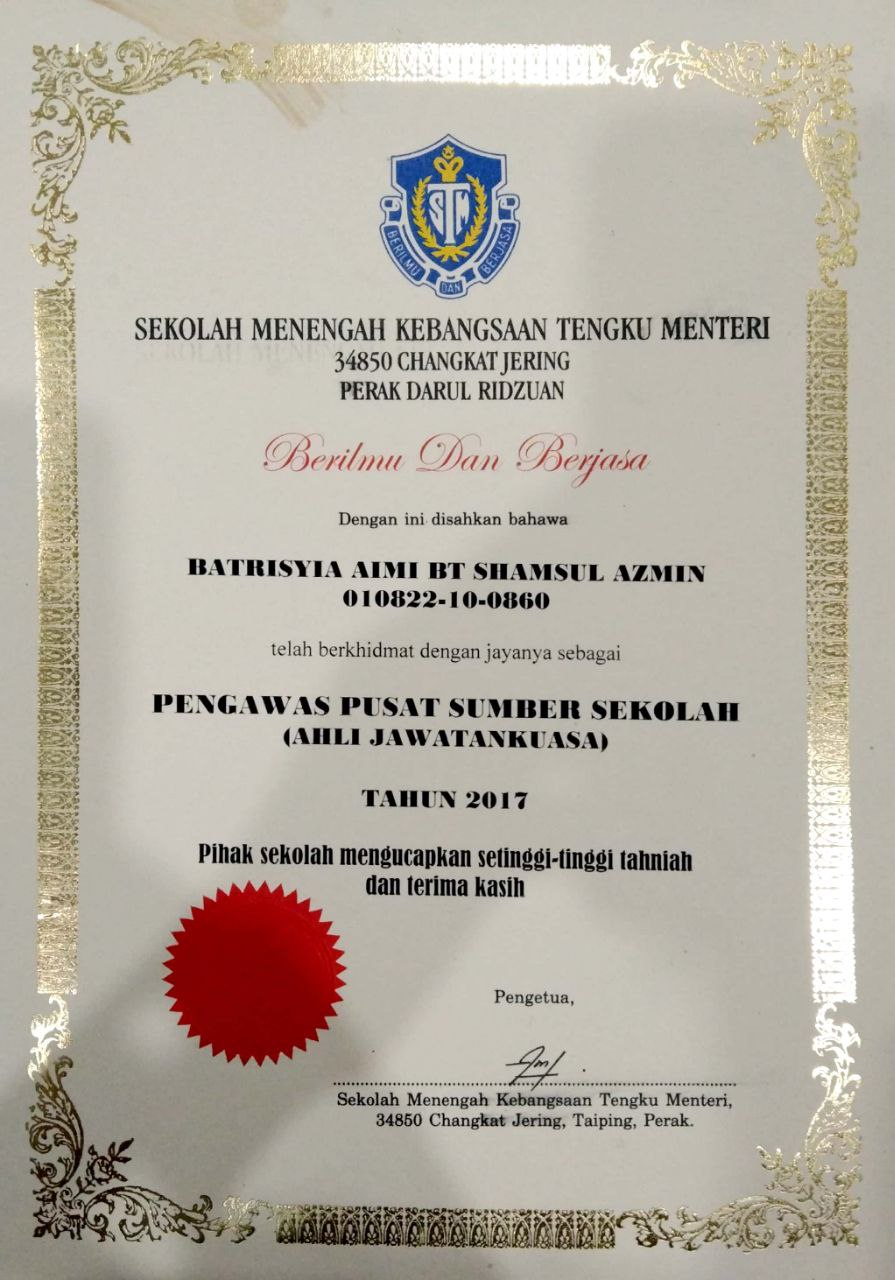 STM
BERILMU DAN BERJASA
SEKOLAH MENENGAH KEBANGSAAN TENGKU MENTERI
34850 CHANGKAT JERING
PERAK DARUL RIDZUAN
Berilmu Dan Berjasa
Dengan ini disahkan bahawa
BATRISYIA AIMI BT SHAMSUL AZMIN
010822-10-0860
telah berkhidmat dengan jayanya sebagai
PENGAWAS PUSAT SUMBER SEKOLAH
(AHLI JAWATANKUASA)
TAHUN 2017
Pihak sekolah mengucapkan setinggi-tinggi tahniah
dan terima kasih
Pengetua,
Sekolah Menengah Kebangsaan Tengku Menteri,
34850 Changkat Jering, Taiping, Perak.